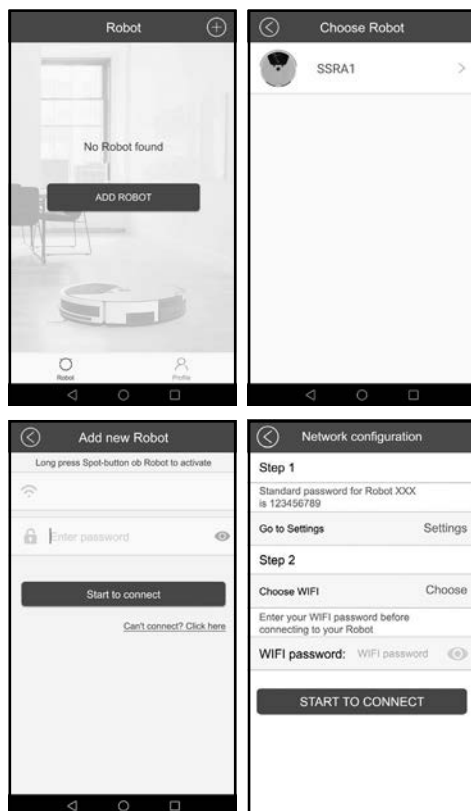 Robot
No Robot found
ADD ROBOT
Robot
Profile
Choose Robot
SSRA1
Add new Robot
Long press Spot-button ob Robot to activate
Enter password
Start to connect
Can't connect? Click here
Network configuration
Step 1
Standard password for Robot XXX
is 123456789
Go to Settings Settings
Step 2
Choose WIFI Choose
Enter your WIFI password before
connecting to your Robot
WIFI password: WIFI password
START TO CONNECT